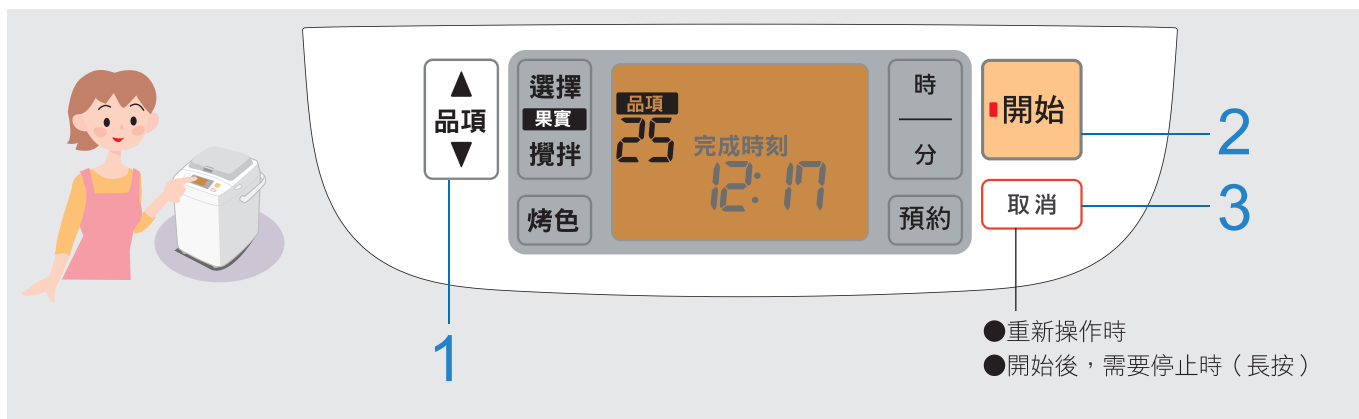 ▲
品項
▼
選擇
果實
攪拌
烤色
品項
25
完成時刻
12:17
時
分
預約
開始
取消
1
2
3
●重新操作時
●開始後，需要停止時（長按）